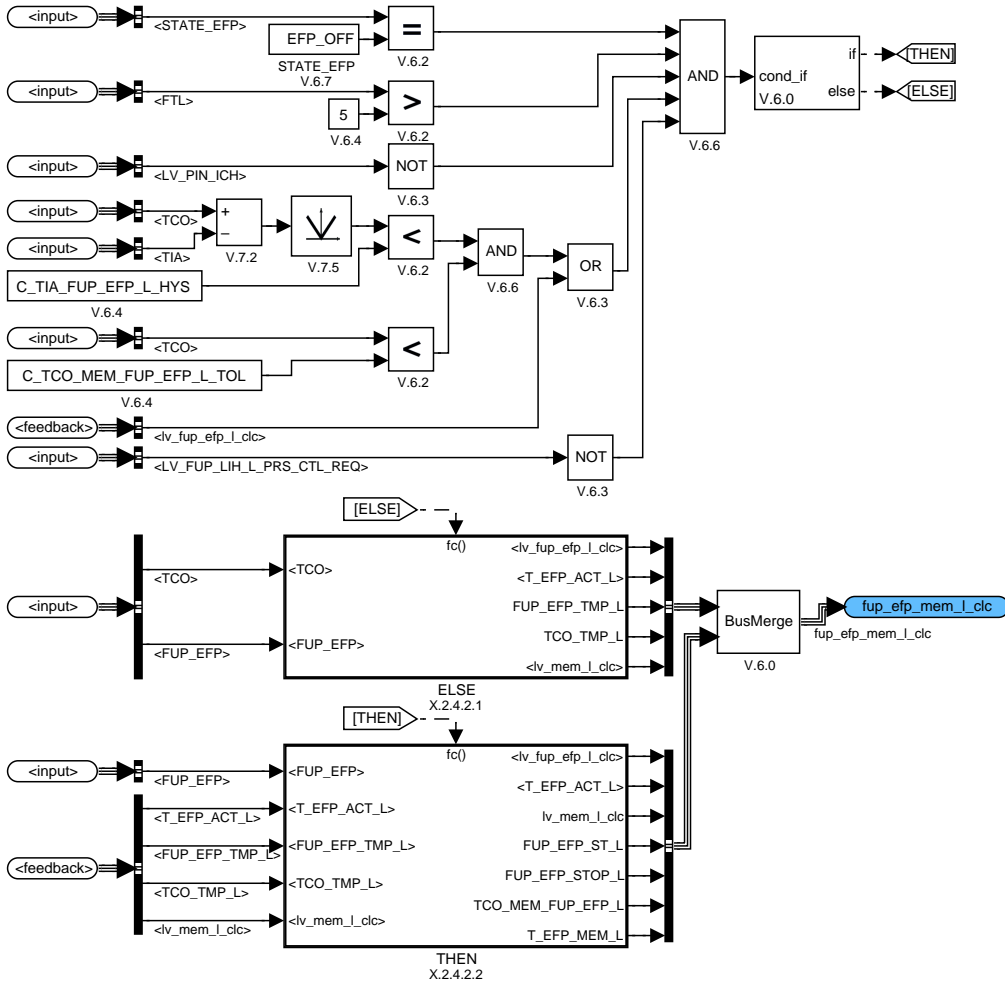 <input>
<STATE_EFP>
EFP_OFF
STATE_EFP
V.6.7
=
V.6.2
<input>
<FTL>
5
V.6.4
>
V.6.2
AND
V.6.6
cond_if
V.6.0
if
else
[THEN]
[ELSE]
<input>
<LV_PIN_ICH>
NOT
V.6.3
<input>
<TCO>
<input>
<TIA>
+
−
V.7.2
V.7.5
<
V.6.2
C_TIA_FUP_EFP_L_HYS
V.6.4
AND
V.6.6
OR
V.6.3
<input>
<TCO>
<
V.6.2
C_TCO_MEM_FUP_EFP_L_TOL
V.6.4
<feedback>
<lv_fup_efp_l_clc>
<input>
<LV_FUP_LIH_L_PRS_CTL_REQ>
NOT
V.6.3
[ELSE]
fc()
<input>
<TCO>
<FUP_EFP>
<TCO>
<FUP_EFP>
<lv_fup_efp_l_clc>
<T_EFP_ACT_L>
FUP_EFP_TMP_L
TCO_TMP_L
<lv_mem_l_clc>
ELSE
X.2.4.2.1
BusMerge
V.6.0
fup_efp_mem_l_clc
fup_efp_mem_l_clc
[THEN]
fc()
<input>
<FUP_EFP>
<feedback>
<T_EFP_ACT_L>
<FUP_EFP_TMP_L>
<TCO_TMP_L>
<lv_mem_l_clc>
<FUP_EFP>
<T_EFP_ACT_L>
<FUP_EFP_TMP_L>
<TCO_TMP_L>
<lv_mem_l_clc>
<lv_fup_efp_l_clc>
<T_EFP_ACT_L>
lv_mem_l_clc
FUP_EFP_ST_L
FUP_EFP_STOP_L
TCO_MEM_FUP_EFP_L
T_EFP_MEM_L
THEN
X.2.4.2.2